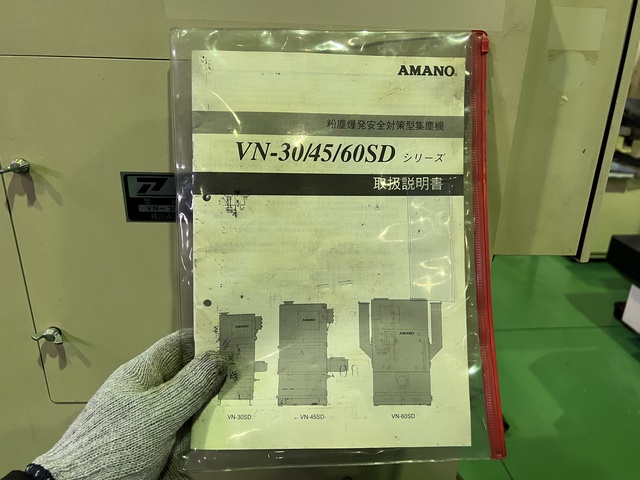 AMANO
粉塵爆発安全対策型集塵機
VN-30/45/60SD シリーズ
取扱説明書
AMANO
AMANO
AMANO
VN-30SD
VN-45SD
VN-60SD